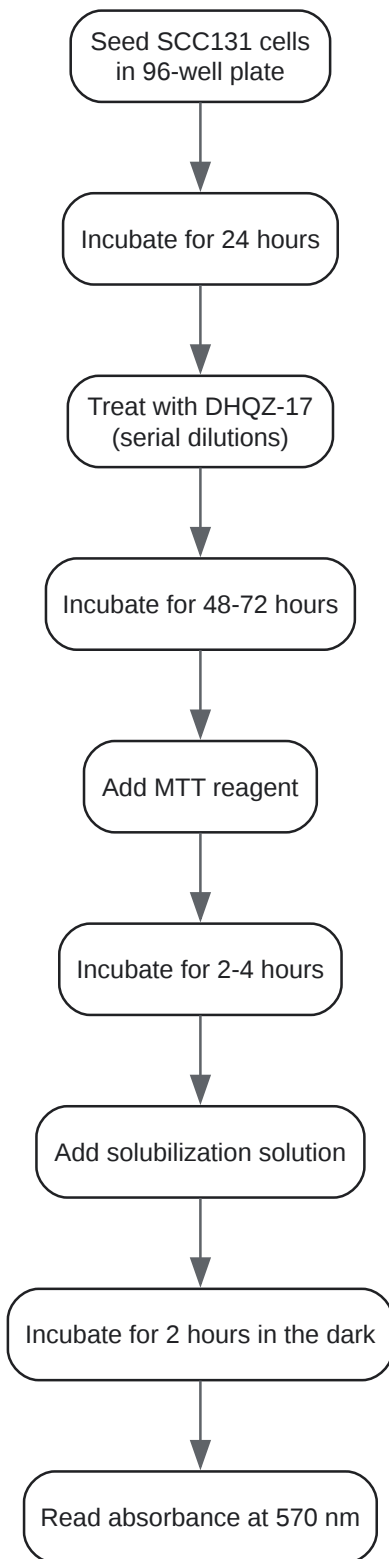 Seed SCC131 cells
in 96-well plate
Incubate for 24 hours
Treat with DHQZ-17
(serial dilutions)
Incubate for 48-72 hours
Add MTT reagent
Incubate for 2-4 hours
Add solubilization solution
Incubate for 2 hours in the dark
Read absorbance at 570 nm